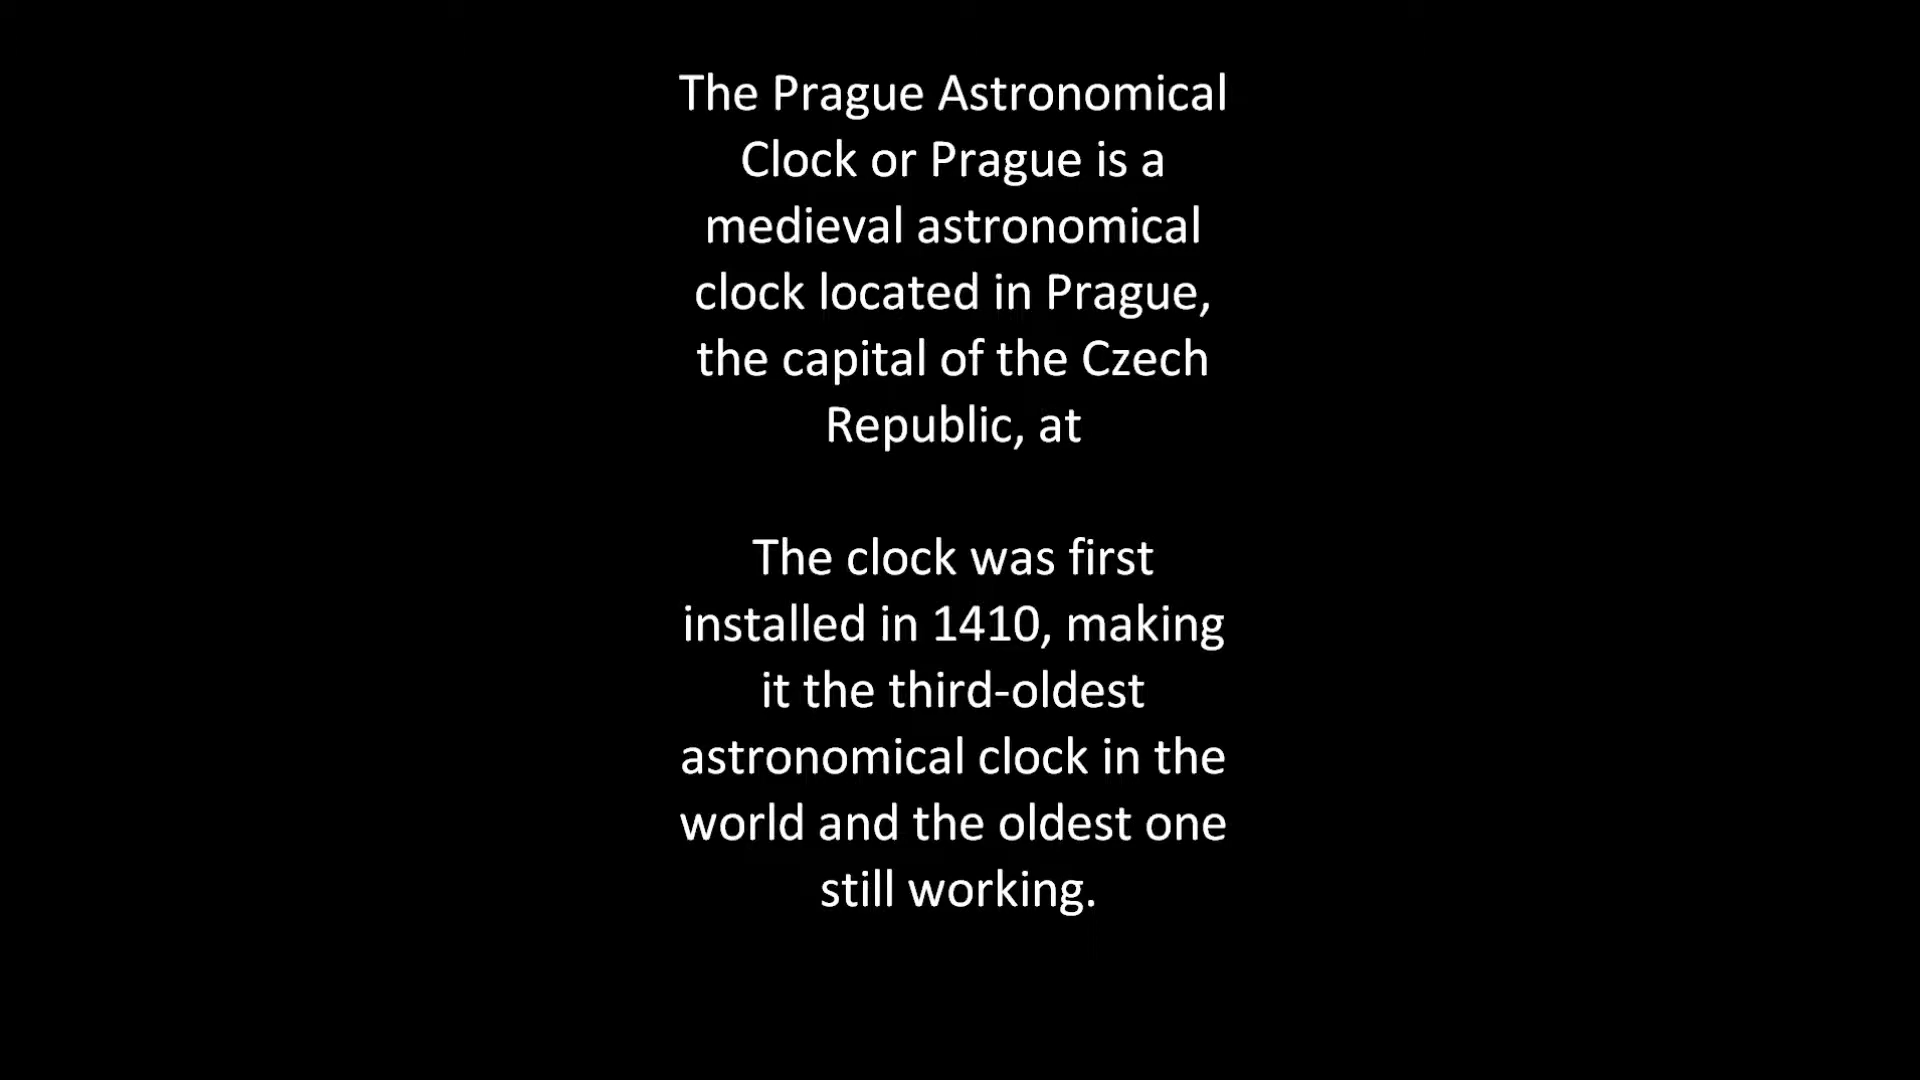 The Prague Astronomical
Clock or Prague is a
medieval astronomical
clock located in Prague,
the capital of the Czech
Republic, at
The clock was first
installed in 1410, making
it the third-oldest
astronomical clock in the
world and the oldest one
still working.